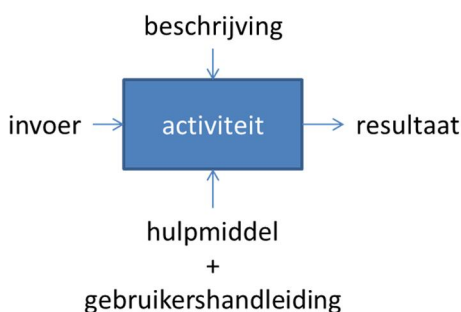 beschrijving
invoer
activiteit
resultaat
hulpmiddel
+
gebruikershandleiding